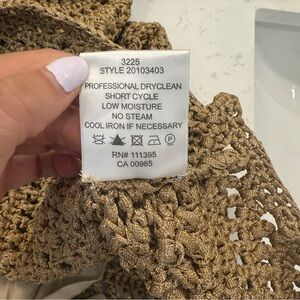 3225
STYLE 20103403
PROFESSIONAL DRYCLEAN
SHORT CYCLE
LOW MOISTURE
NO STEAM
COOL IRON IF NECESSARY
P
RN# 111395
CA 00985